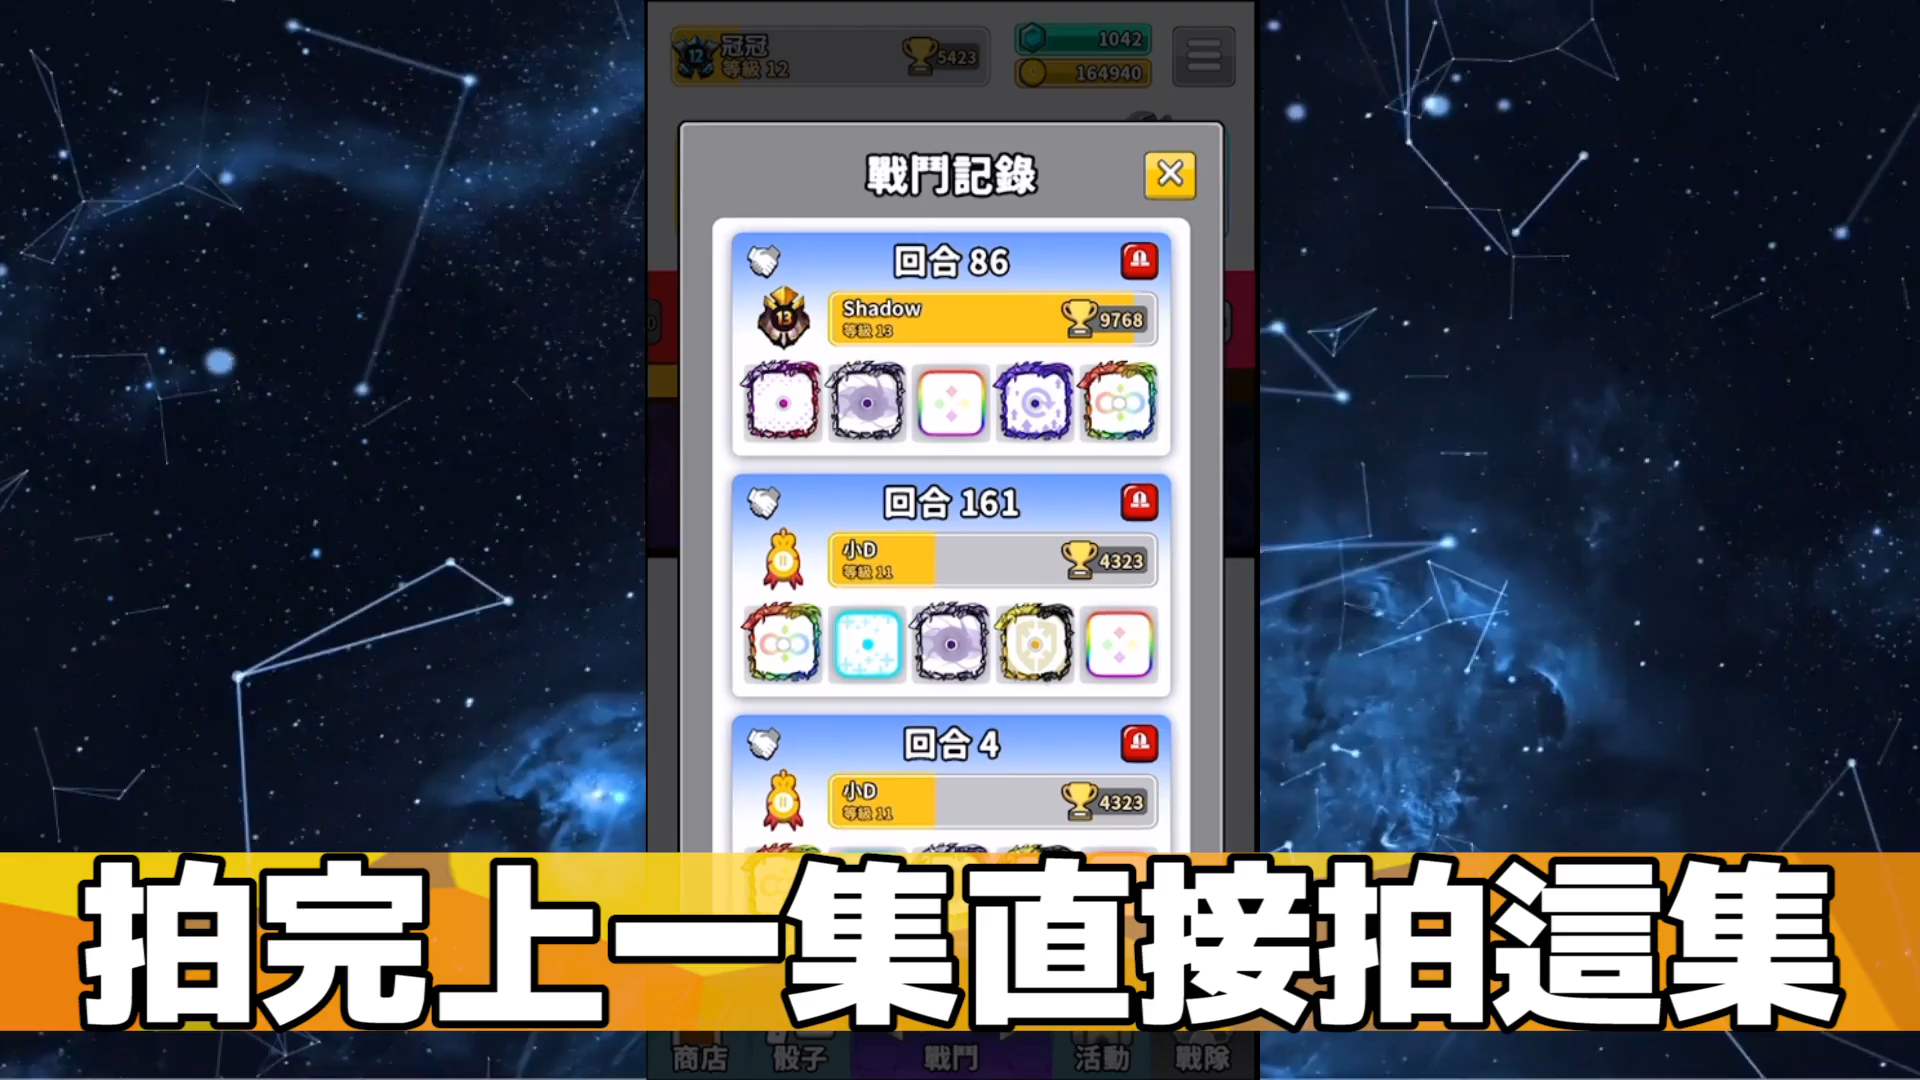 12
冠冠
等級 12
5423
1042
164940
戰鬥記錄
回合 86
13
Shadow
等級 13
9768
回合 161
小D
等級 11
4323
回合 4
小D
等級 11
4323
拍完上一集直接拍這集
商店
骰子
戰鬥
活動
戰隊